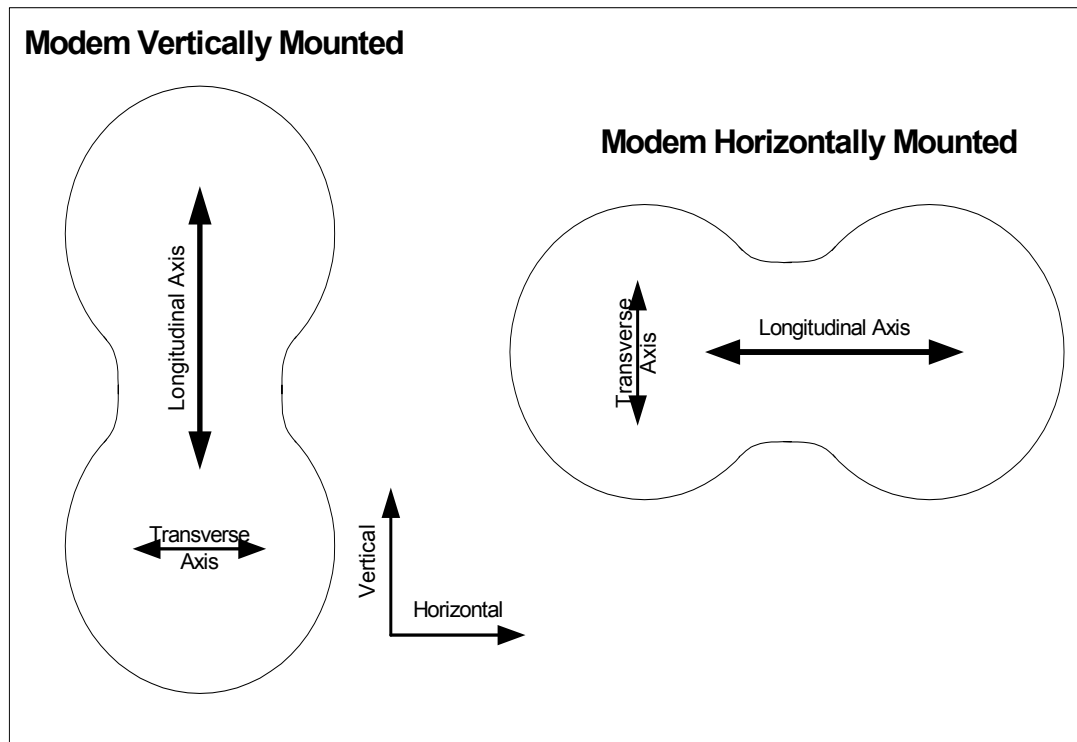 Modem Vertically Mounted
Longitudinal Axis
Transverse
Axis
Vertical
Horizontal
Modem Horizontally Mounted
Transverse
Axis
Longitudinal Axis